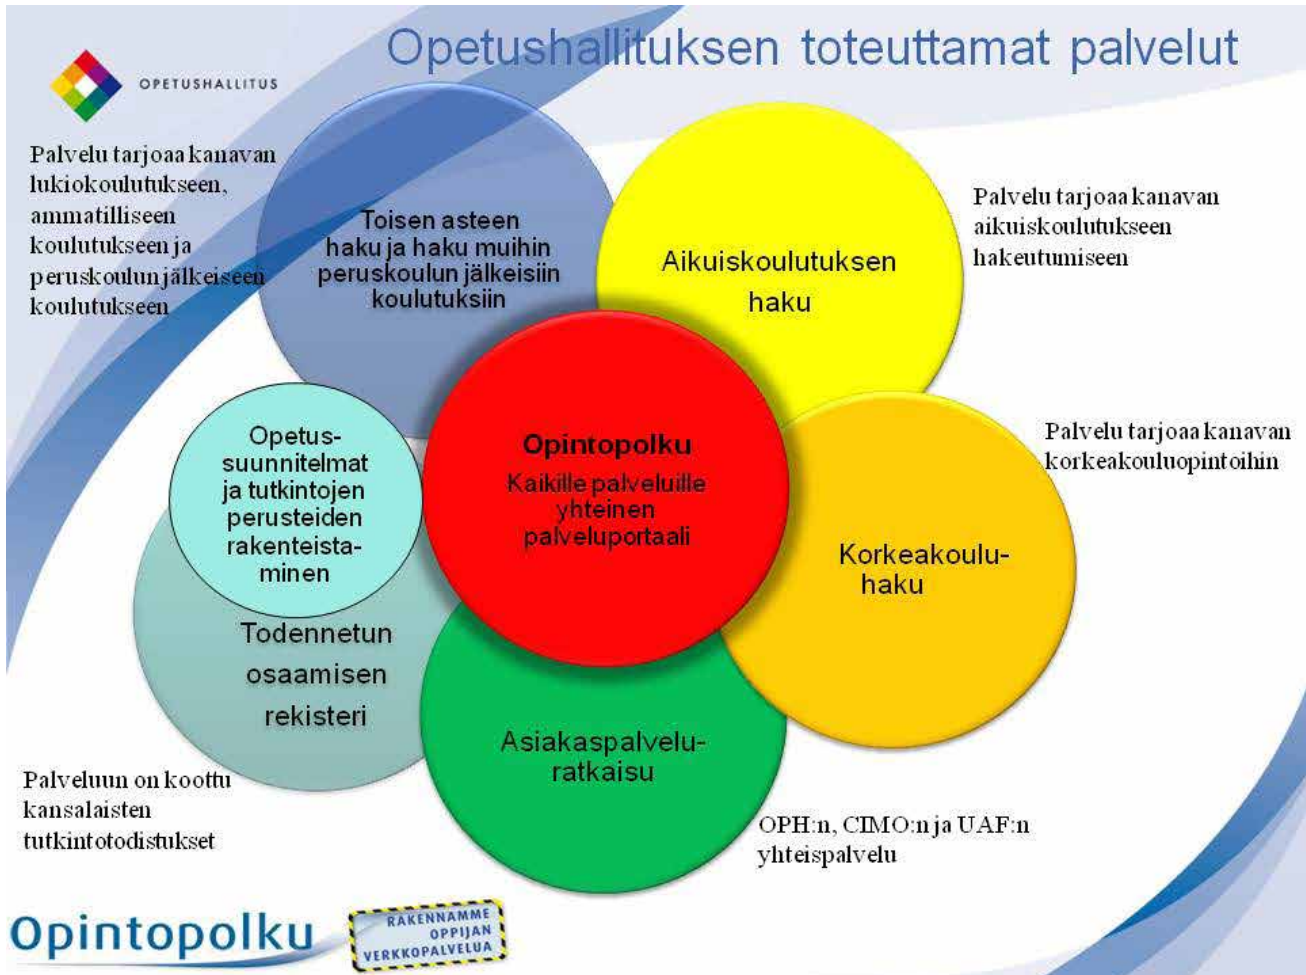 Opetushallituksen toteuttamat palvelut
OPETUSHALLITUS
Palvelu tarjoaa kanavan
lukiokoulutukseen,
ammatilliseen
koulutukseen ja
peruskoulun jälkeiseen
koulutukseen
Toisen asteen
haku ja haku muihin
peruskoulun jälkeisiin
koulutuksiin
Aikuiskoulutuksen
haku
Palvelu tarjoaa kanavan
aikuiskoulutukseen
hakeutumiseen
Opetus-
suunnitelmat
ja tutkintojen
perusteiden
rakenteista-
minen
Opintopolku
Kaikille palveluille
yhteinen
palveluportaali
Palvelu tarjoaa kanavan
korkeakouluopintoihin
Korkeakoulu-
haku
Todennetun
osaamisen
rekisteri
Asiakaspalvelu-
ratkaisu
Palveluun on koottu
kansalaisten
tutkintotodistukset
OPH:n, CIMO:n ja UAF:n
yhteispalvelu
Opintopolku
RAKENNAMME
OPPIJAN
VERKKOPALVELUA